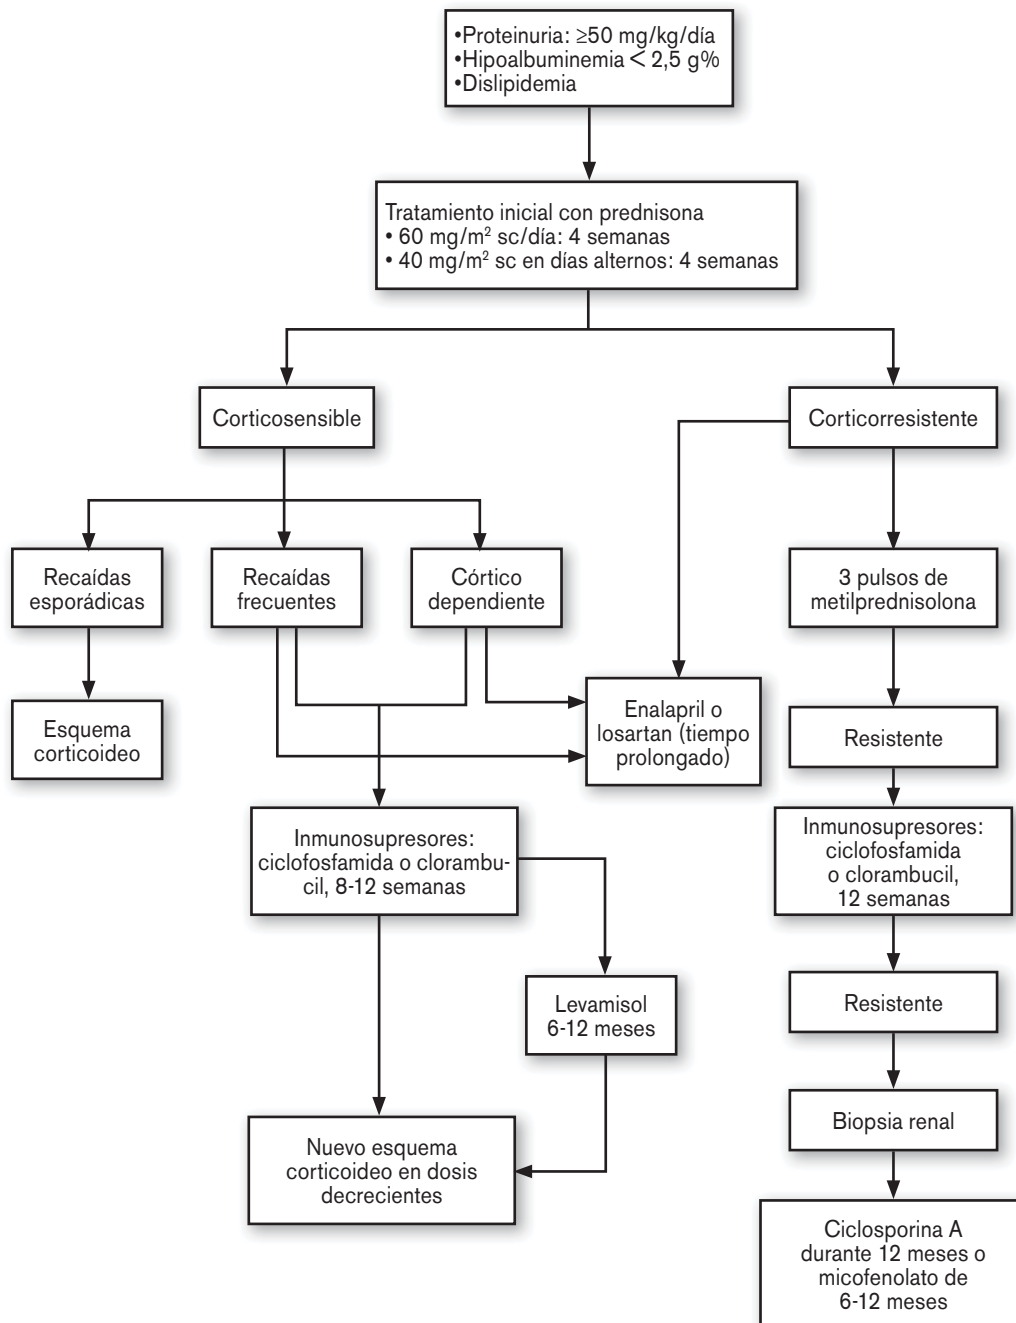 •Proteinuria: ≥50 mg/kg/día
•Hipoalbuminemia < 2,5 g%
•Dislipidemia
Tratamiento inicial con prednisona
• 60 mg/m² sc/día: 4 semanas
• 40 mg/m² sc en días alternos: 4 semanas
Corticosensible
Corticorresistente
Recaídas
esporádicas
Recaídas
frecuentes
Córtico
dependiente
3 pulsos de
metilprednisolona
Esquema
corticoideo
Enalapril o
losartan (tiempo
prolongado)
Resistente
Inmunosupresores:
ciclofosfamida o clorambu-
cil, 8-12 semanas
Inmunosupresores:
ciclofosfamida
o clorambucil,
12 semanas
Levamisol
6-12 meses
Resistente
Nuevo esquema
corticoideo en dosis
decrecientes
Biopsia renal
Ciclosporina A
durante 12 meses o
micofenolato de
6-12 meses